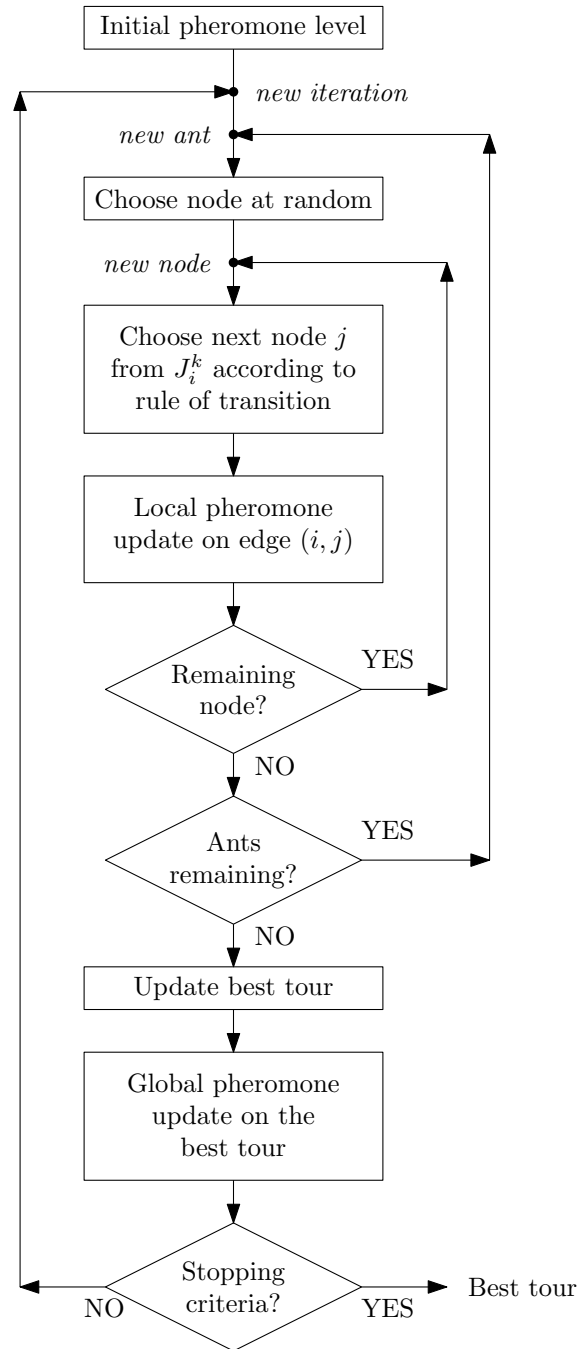 Initial pheromone level
new iteration
new ant
Choose node at random
new node
Choose next node j
from J_i^k according to
rule of transition
Local pheromone
update on edge (i, j)
Remaining
node?
YES
NO
Ants
remaining?
YES
NO
Update best tour
Global pheromone
update on the
best tour
Stopping
criteria?
NO
YES
Best tour